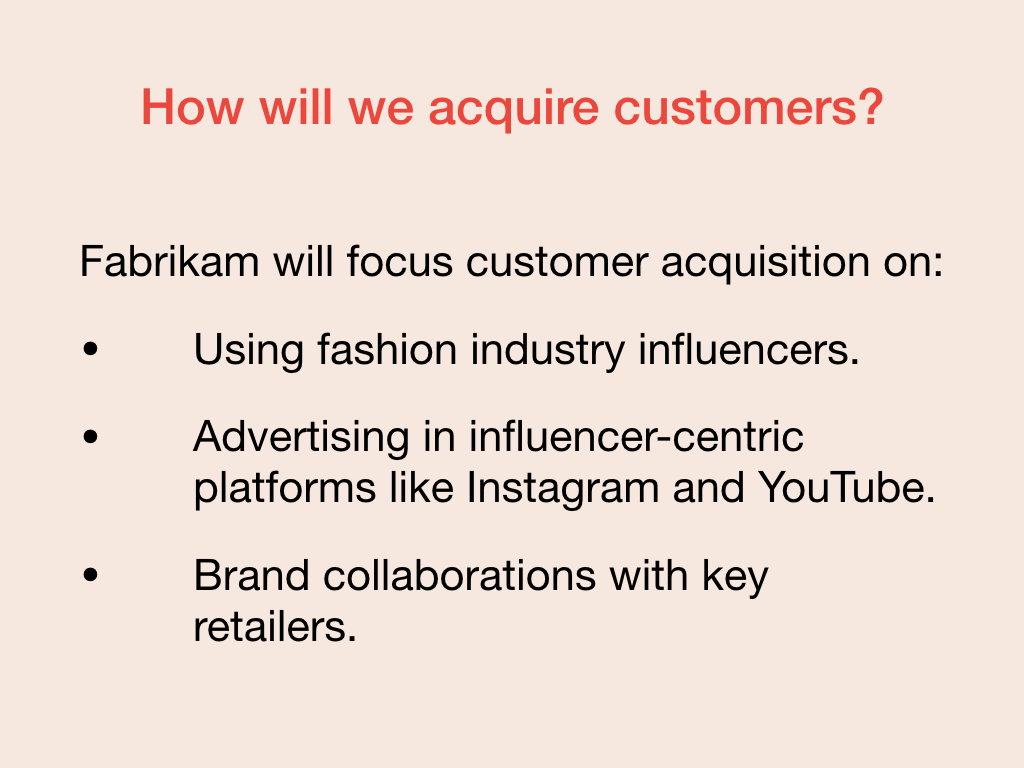 How will we acquire customers?
Fabrikam will focus customer acquisition on:
• Using fashion industry influencers.
• Advertising in influencer-centric
platforms like Instagram and YouTube.
• Brand collaborations with key
retailers.